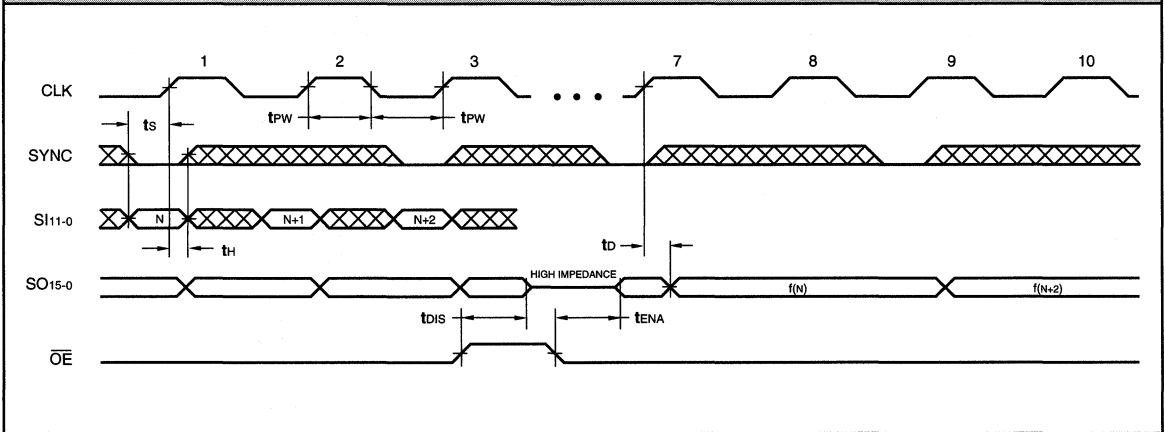 1 2 3 7 8 9 10
CLK
tS tPW tPW
SYNC
SI11-0 N N+1 N+2
tH tD
SO15-0 HIGH IMPEDANCE f(N) f(N+2)
tDIS tENA
OE